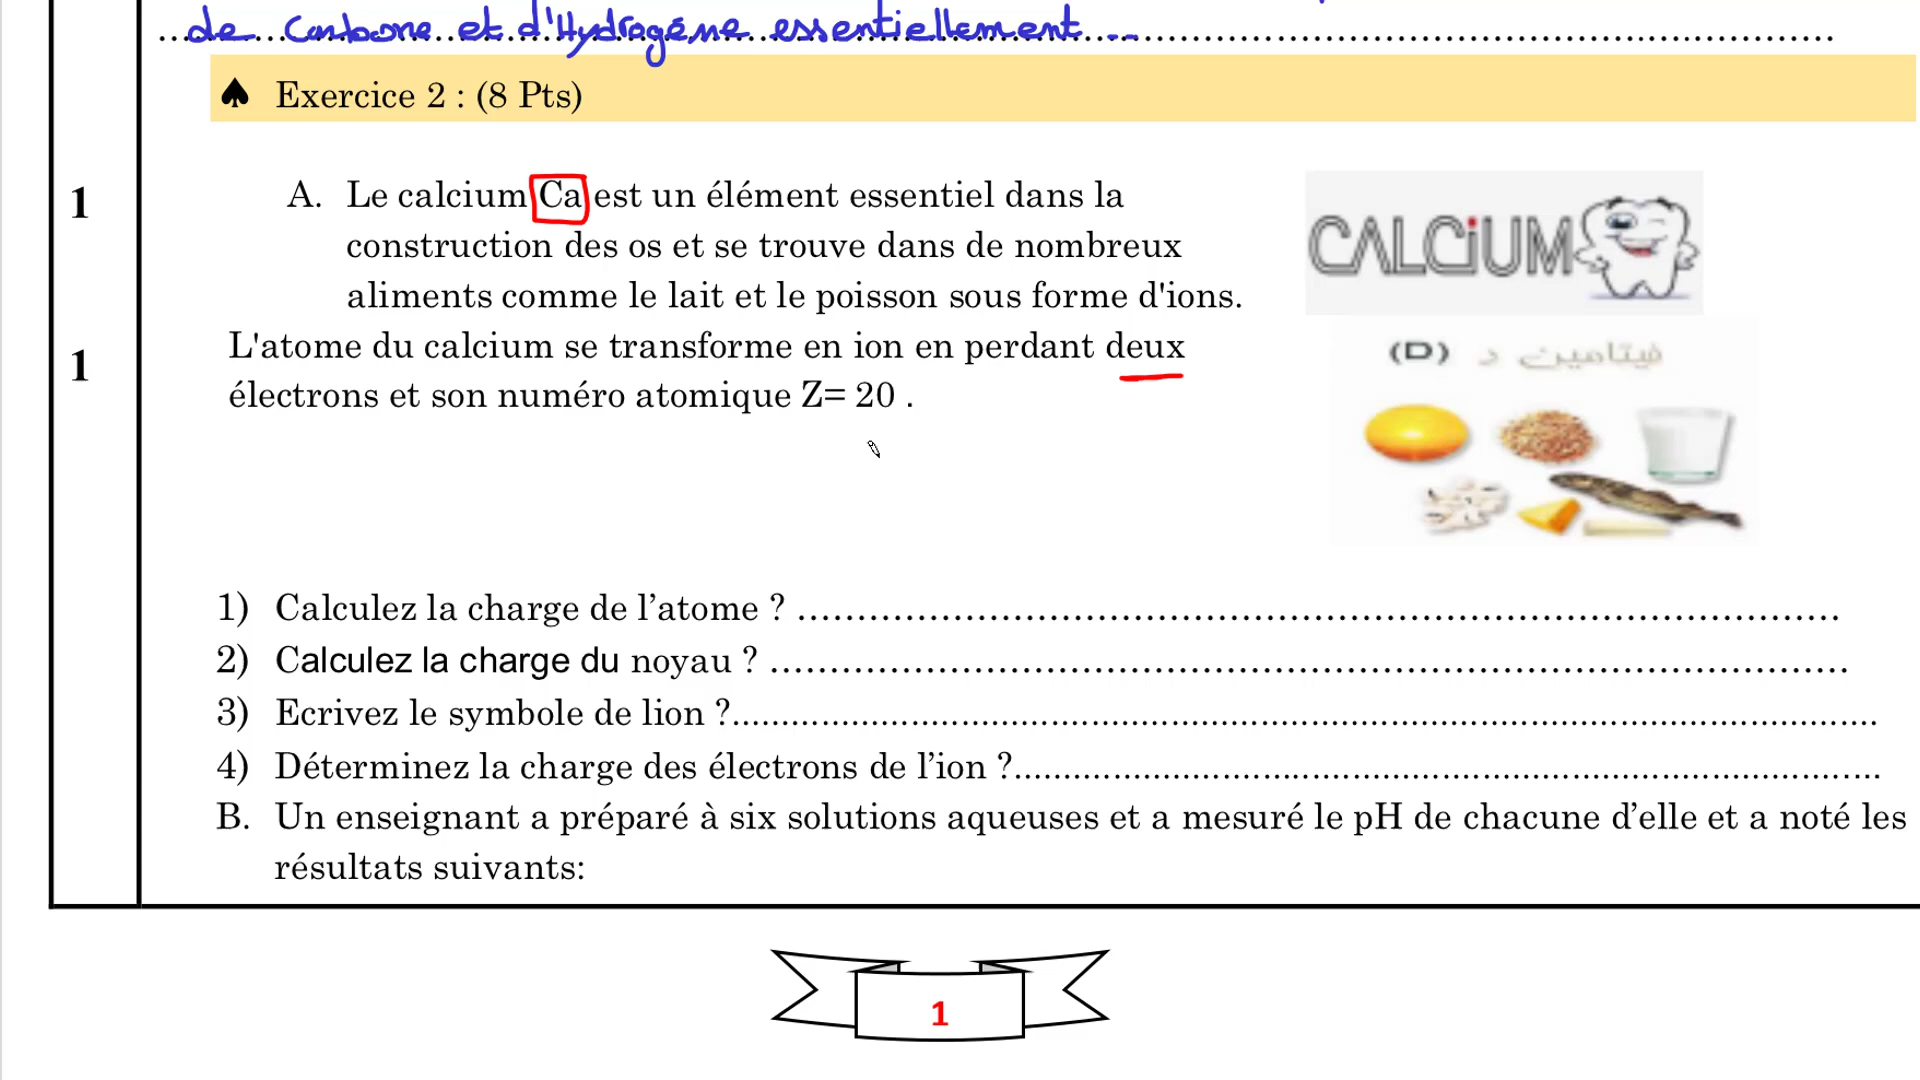 de Carbone et d'Hydrogéne essentiellement
♠ Exercice 2 : (8 Pts)
1
A. Le calcium Ca est un élément essentiel dans la
construction des os et se trouve dans de nombreux
aliments comme le lait et le poisson sous forme d'ions.
CALCiUM
1
L'atome du calcium se transforme en ion en perdant deux
électrons et son numéro atomique Z= 20 .
(D) فيتامين د
1) Calculez la charge de l’atome ? ..........
2) Calculez la charge du noyau ? ..........
3) Ecrivez le symbole de lion ?..........
4) Déterminez la charge des électrons de l’ion ?..........
B. Un enseignant a préparé à six solutions aqueuses et a mesuré le pH de chacune d’elle et a noté les
résultats suivants:
1